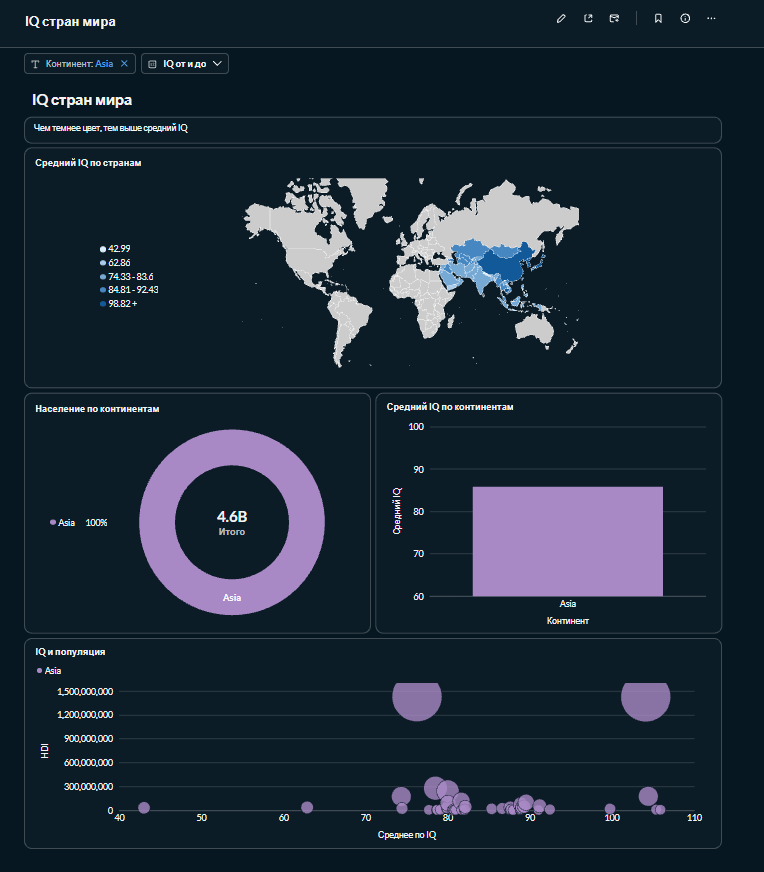 IQ стран мира
Континент: Asia
IQ от и до
IQ стран мира
Чем темнее цвет, тем выше средний IQ
Средний IQ по странам
42.99
62.86
74.33 - 83.6
84.81 - 92.43
98.82 +
Население по континентам
Asia 100%
4.6B
Итого
Asia
Средний IQ по континентам
100
90
80
70
60
Средний IQ
Asia
Континент
IQ и популяция
Asia
1,500,000,000
1,200,000,000
900,000,000
600,000,000
300,000,000
0
HDI
40 50 60 70 80 90 100 110
Среднее по IQ